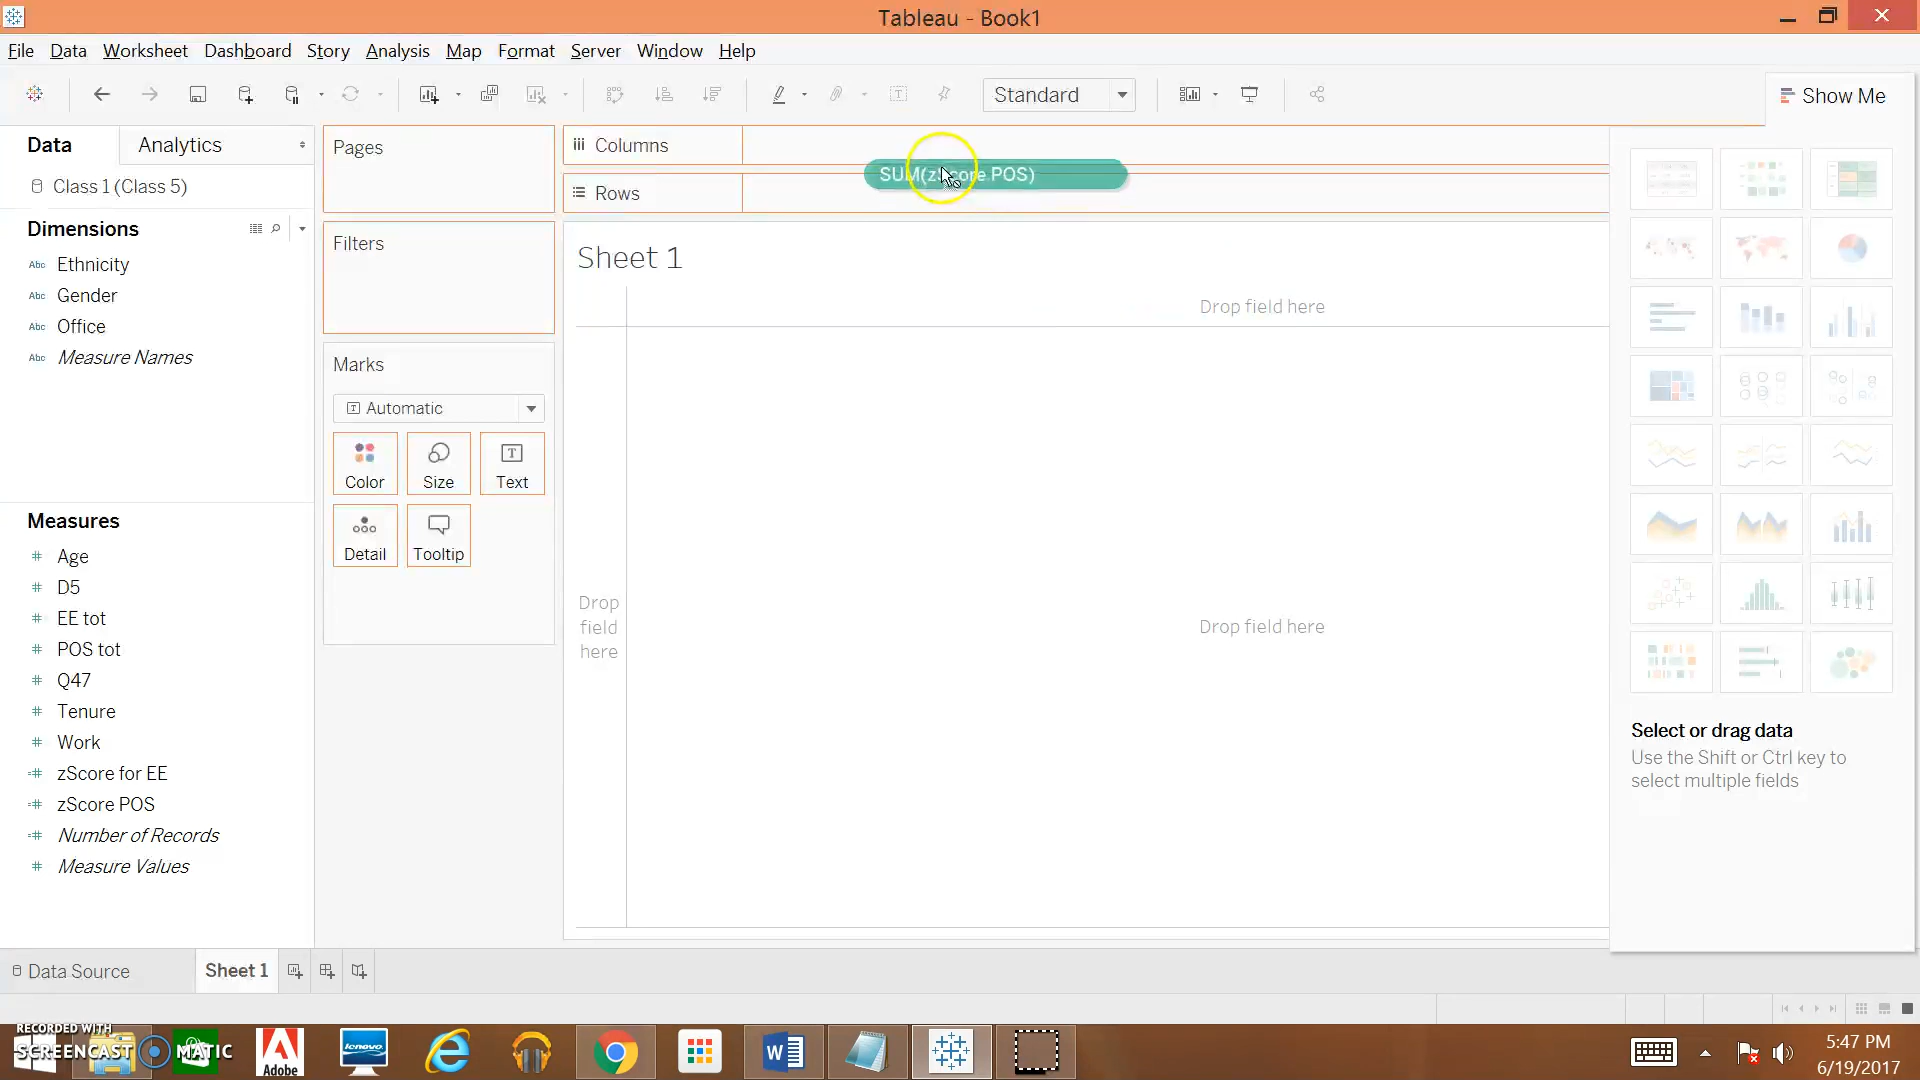 Tableau - Book1
File Data Worksheet Dashboard Story Analysis Map Format Server Window Help
Standard
Show Me
Data Analytics
Class 1 (Class 5)
Dimensions
Abc Ethnicity
Abc Gender
Abc Office
Abc Measure Names
Measures
Age
D5
EE tot
POS tot
Q47
Tenure
Work
zScore for EE
zScore POS
Number of Records
Measure Values
Pages
Filters
Marks
Automatic
Color Size Text
Detail Tooltip
Columns
SUM(zScore POS)
Rows
Sheet 1
Drop field here
Drop
field
here
Drop field here
Select or drag data
Use the Shift or Ctrl key to
select multiple fields
Data Source Sheet 1
RECORDED WITH
SCREENCAST MATIC
Adobe
lenovo
5:47 PM
6/19/2017